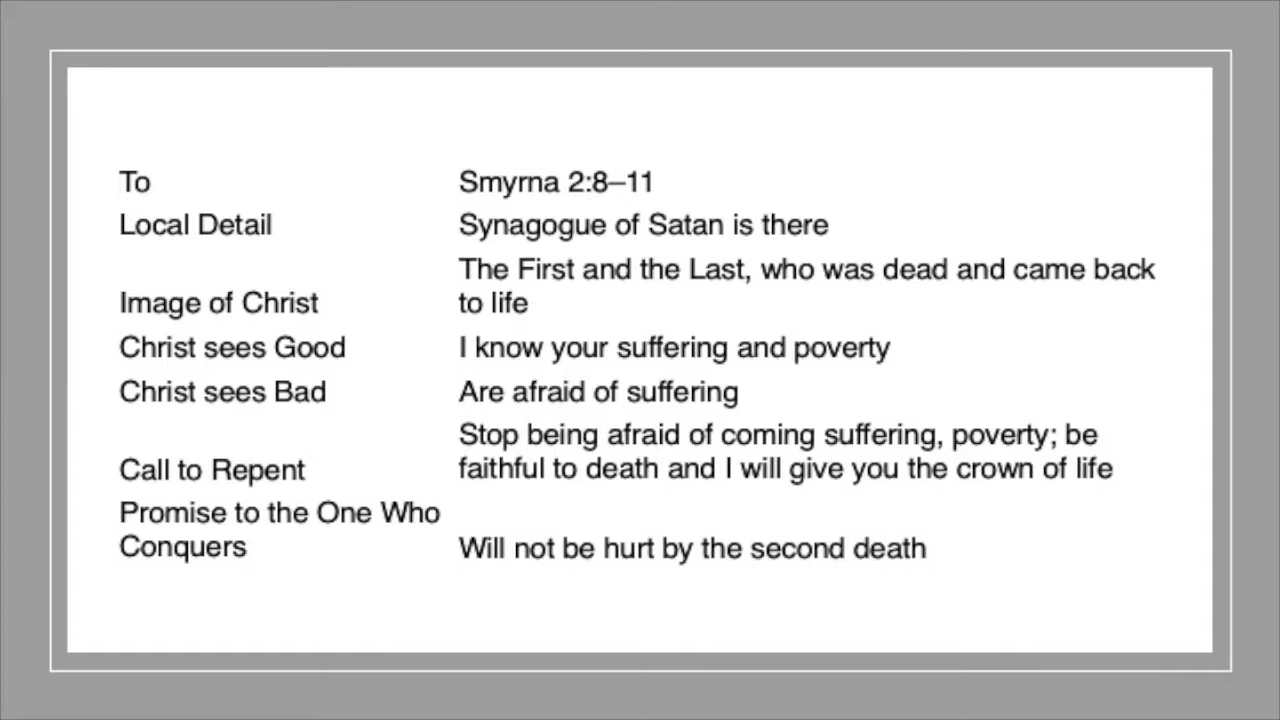 To Smyrna 2:8–11
Local Detail Synagogue of Satan is there
The First and the Last, who was dead and came back
Image of Christ to life
Christ sees Good I know your suffering and poverty
Christ sees Bad Are afraid of suffering
Stop being afraid of coming suffering, poverty; be
Call to Repent faithful to death and I will give you the crown of life
Promise to the One Who
Conquers Will not be hurt by the second death